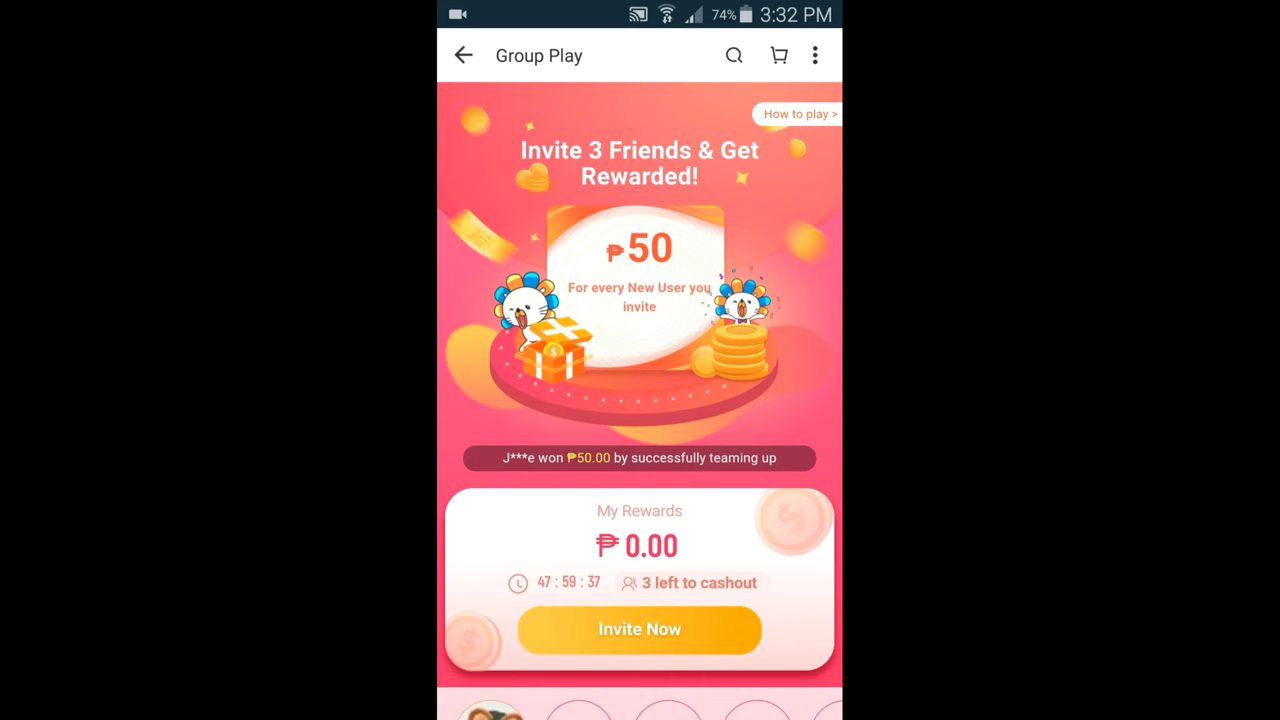 74% 3:32 PM
Group Play
How to play >
Invite 3 Friends & Get
Rewarded!
₱50
For every New User you
invite
J***e won ₱50.00 by successfully teaming up
My Rewards
₱ 0.00
47 : 59 : 37 3 left to cashout
Invite Now